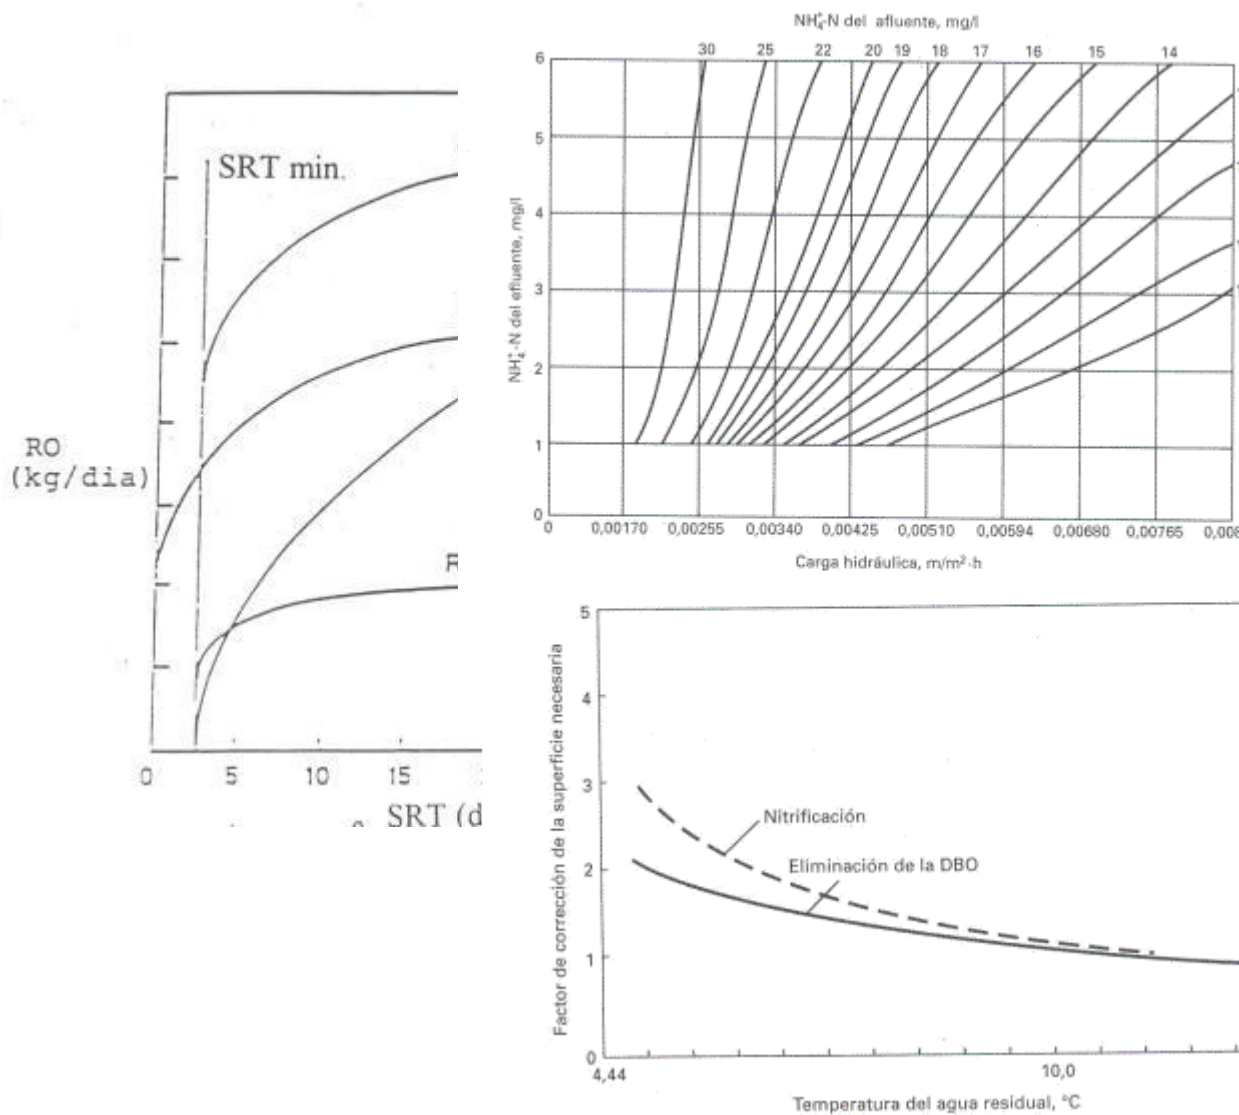 SRT min.
RO
(kg/dia)
R
0 5 10 15
SRT (d
NH₄⁺-N del afluente, mg/l
30 25 22 20 19 18 17 16 15 14
6
5
4
3
2
1
0
NH₄⁺-N del efluente, mg/l
0 0,00170 0,00255 0,00340 0,00425 0,00510 0,00594 0,00680 0,00765 0,008
Carga hidráulica, m/m²·h
5
4
3
2
1
0
Factor de corrección de la superficie necesaria
Nitrificación
Eliminación de la DBO
4,44 10,0
Temperatura del agua residual, °C